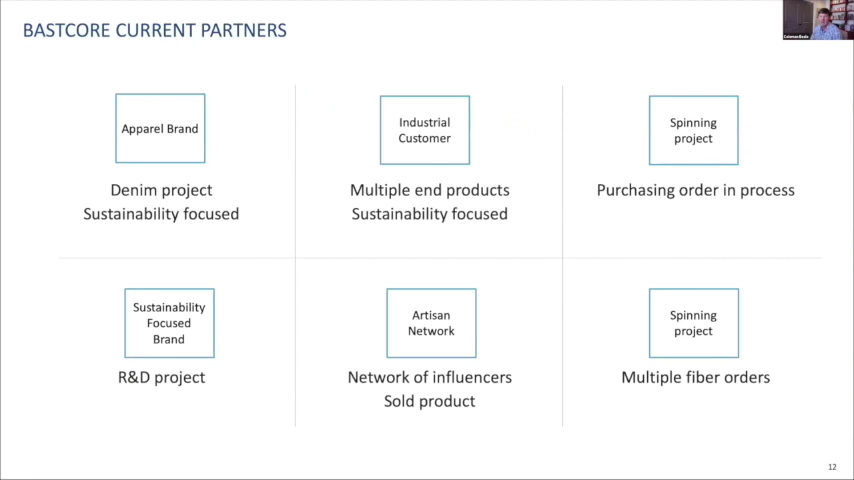 BASTCORE CURRENT PARTNERS
Apparel Brand
Denim project
Sustainability focused
Industrial
Customer
Multiple end products
Sustainability focused
Spinning
project
Purchasing order in process
Sustainability
Focused
Brand
R&D project
Artisan
Network
Network of influencers
Sold product
Spinning
project
Multiple fiber orders
12